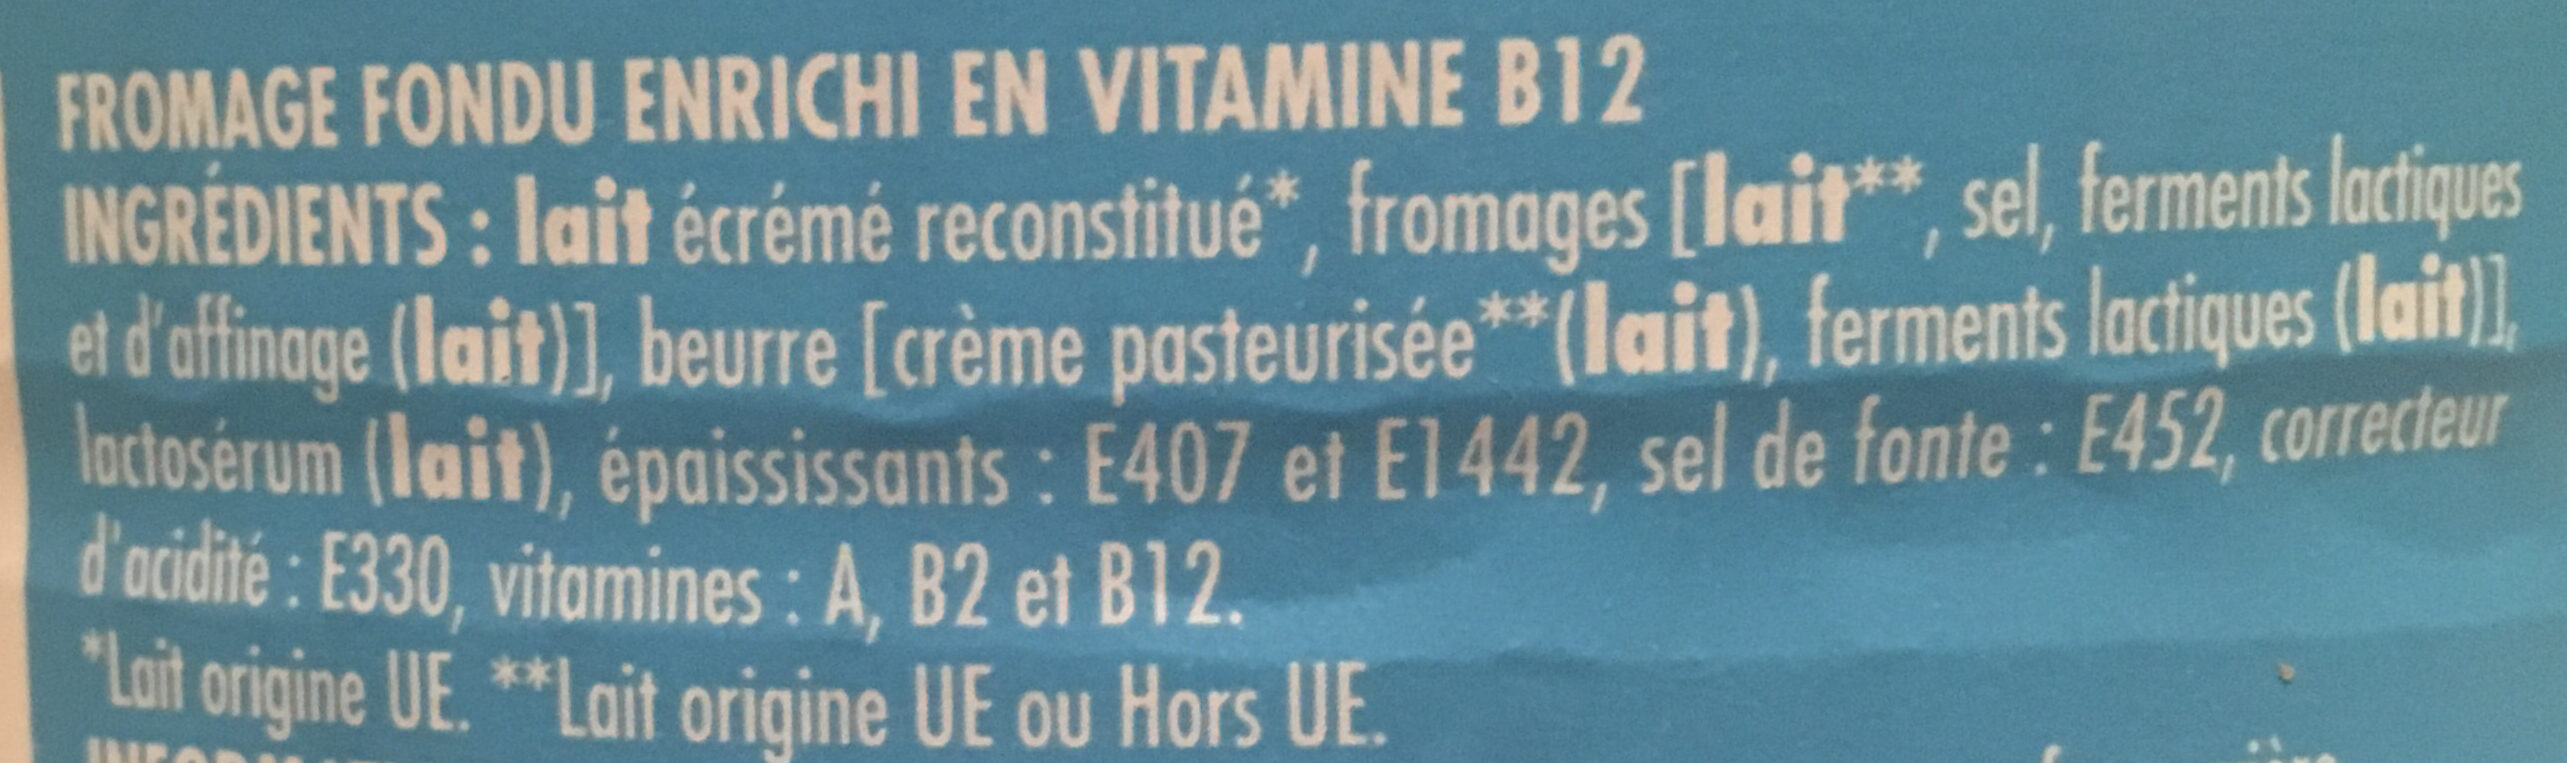 FROMAGE FONDU ENRICHI EN VITAMINE B12
INGRÉDIENTS : lait écrémé reconstitué*, fromages [lait**, sel, ferments lactiques
et d'affinage (lait)], beurre [crème pasteurisée**(lait), ferments lactiques (lait)],
lactosérum (lait), épaississants : E407 et E1442, sel de fonte : E452, correcteur
d'acidité : E330, vitamines : A, B2 et B12.
*Lait origine UE. **Lait origine UE ou Hors UE.